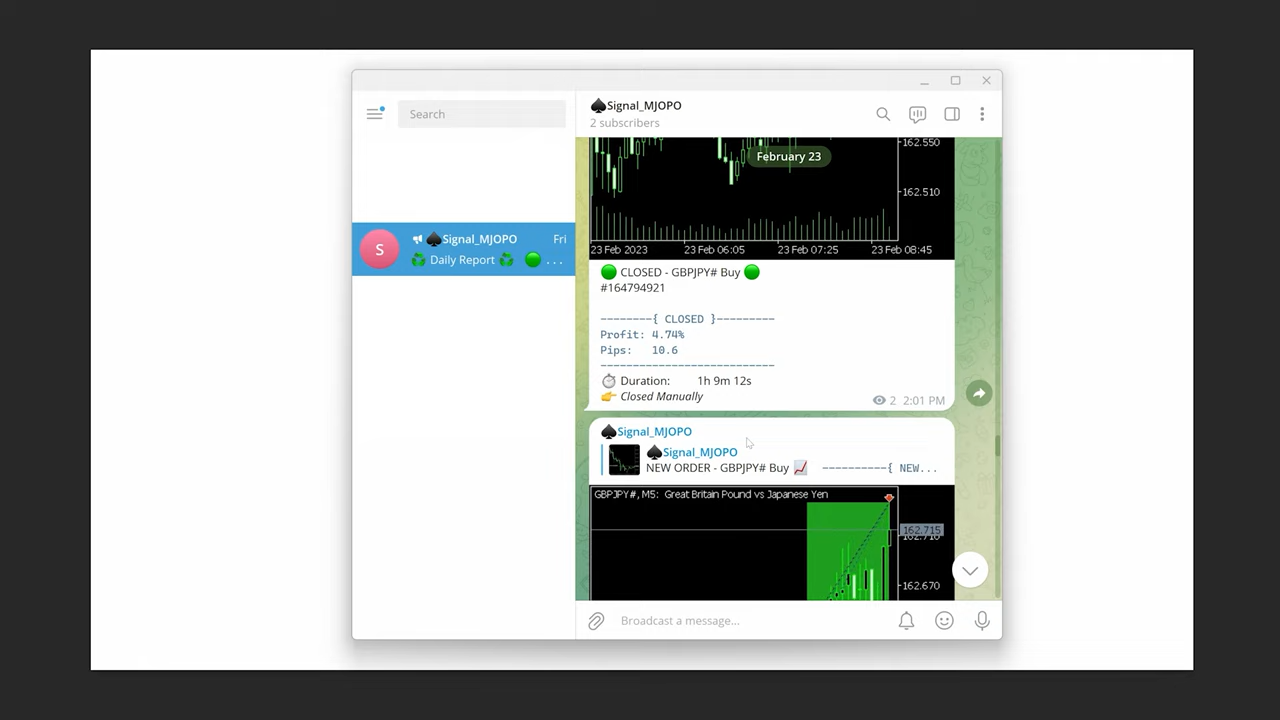 Search
♠Signal_MJOPO
Fri
♻ Daily Report ♻ 🟢 ...
S
♠Signal_MJOPO
2 subscribers
February 23
162.550
162.510
23 Feb 2023 23 Feb 06:05 23 Feb 07:25 23 Feb 08:45
🟢 CLOSED - GBPJPY# Buy 🟢
#164794921
--------{ CLOSED }---------
Profit: 4.74%
Pips: 10.6
---------------------------
⏱ Duration: 1h 9m 12s
👉 Closed Manually
2 2:01 PM
♠Signal_MJOPO
♠Signal_MJOPO
NEW ORDER - GBPJPY# Buy 📈 ----------{ NEW...
GBPJPY#, M5: Great Britain Pound vs Japanese Yen
162.715
162.670
Broadcast a message...